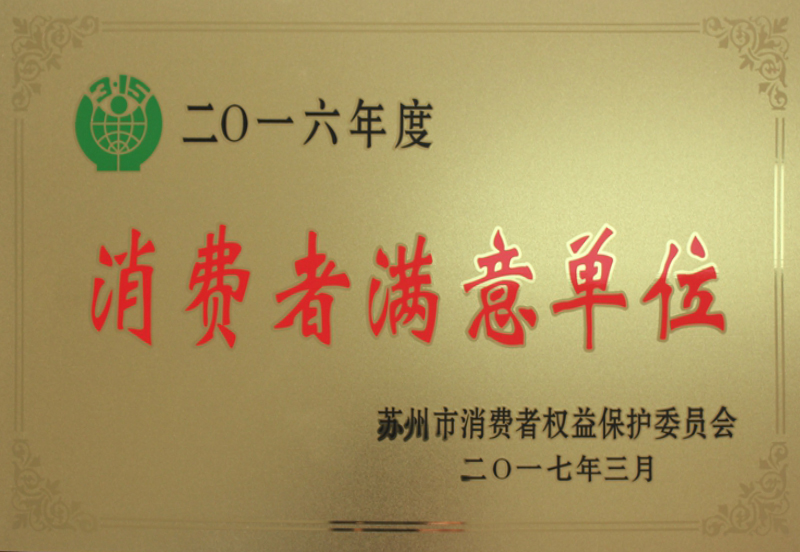 3·15
二〇一六年度
消费者满意单位
苏州市消费者权益保护委员会
二〇一七年三月